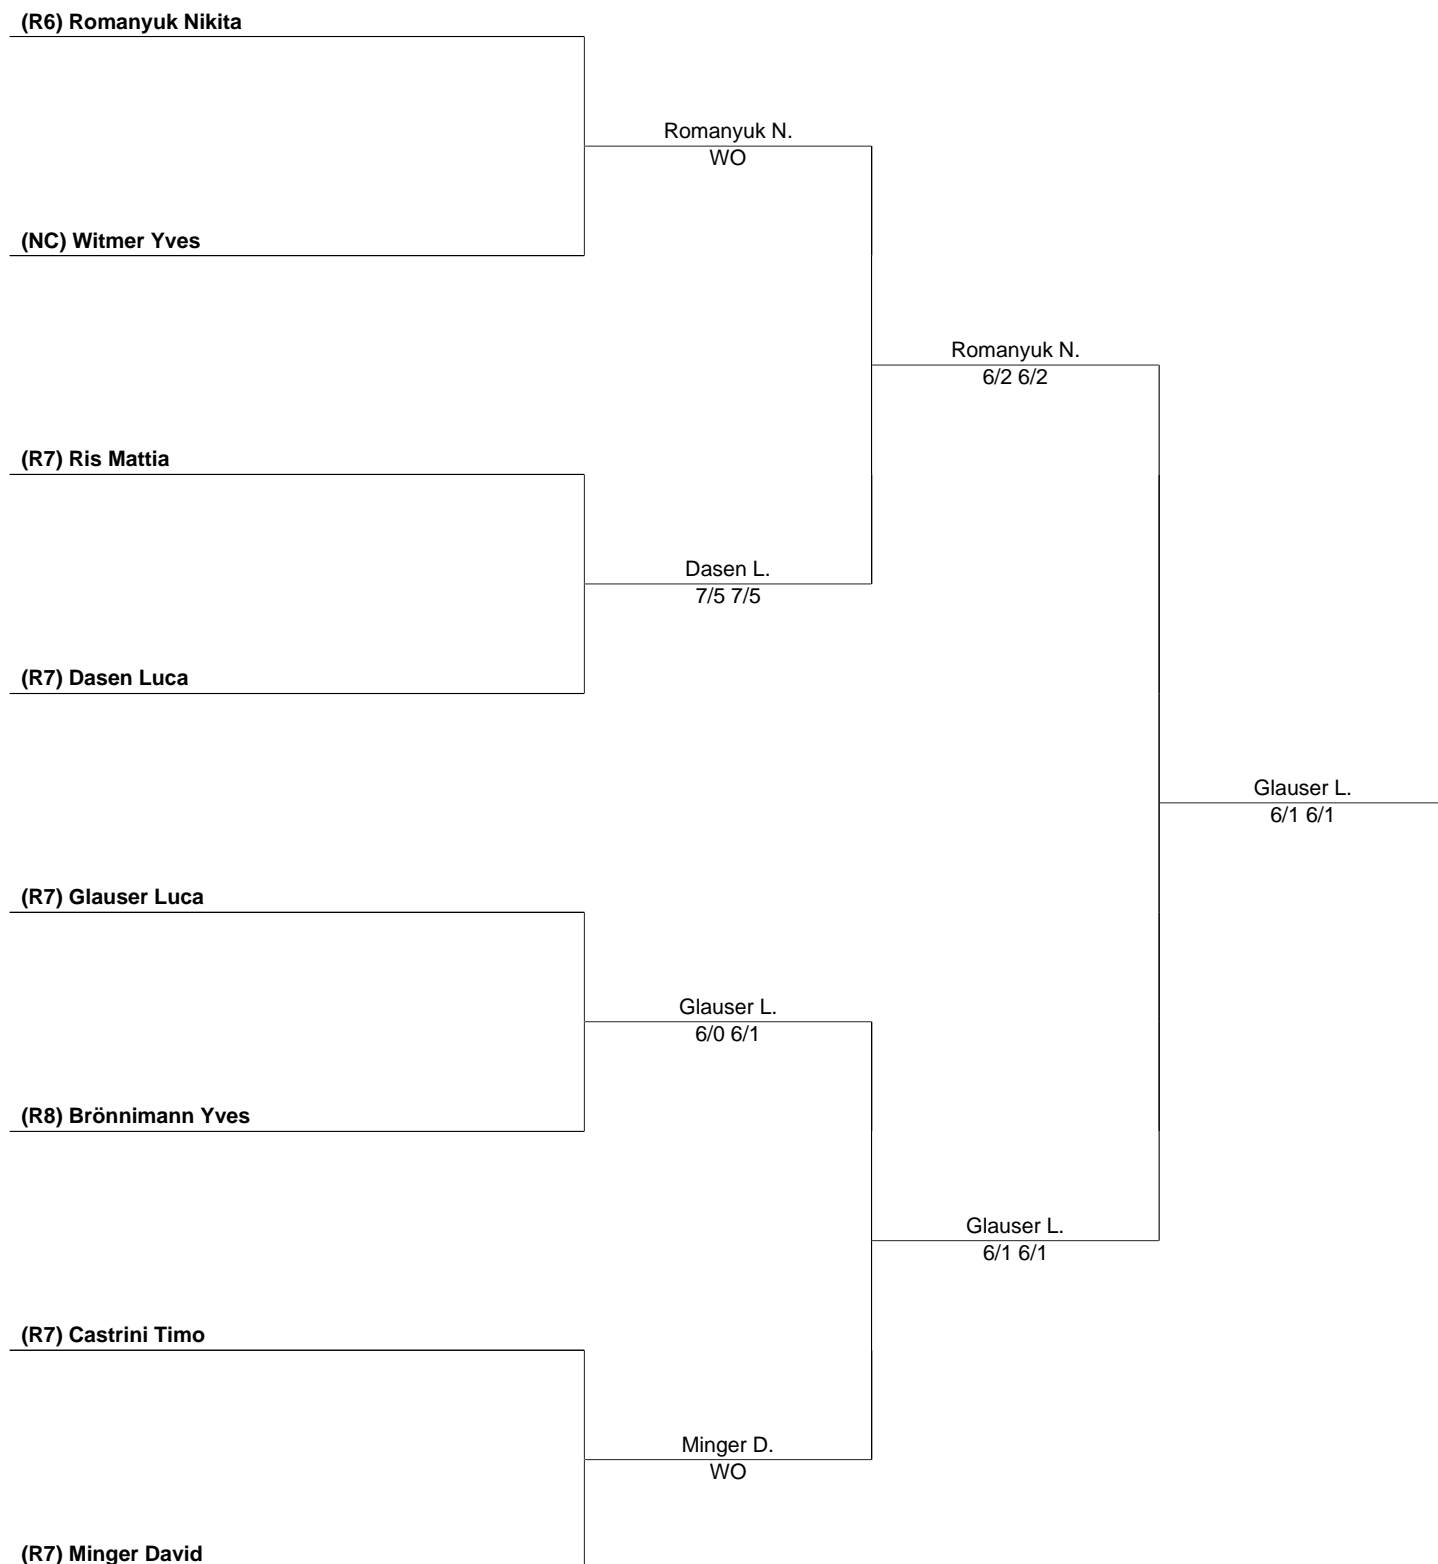 (R6) Romanyuk Nikita
Romanyuk N.
WO
(NC) Witmer Yves
Romanyuk N.
6/2 6/2
(R7) Ris Mattia
Dasen L.
7/5 7/5
(R7) Dasen Luca
Glauser L.
6/1 6/1
(R7) Glauser Luca
Glauser L.
6/0 6/1
(R8) Brönnimann Yves
Glauser L.
6/1 6/1
(R7) Castrini Timo
Minger D.
WO
(R7) Minger David